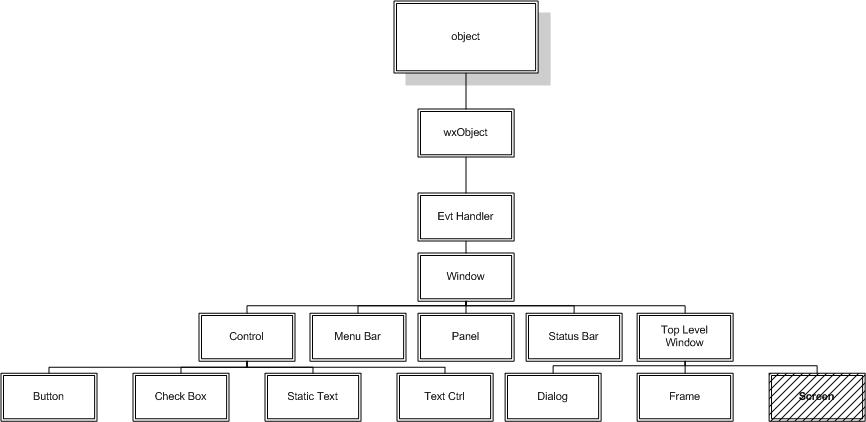 object
wxObject
Evt Handler
Window
Control
Menu Bar
Panel
Status Bar
Top Level
Window
Button
Check Box
Static Text
Text Ctrl
Dialog
Frame
Screen